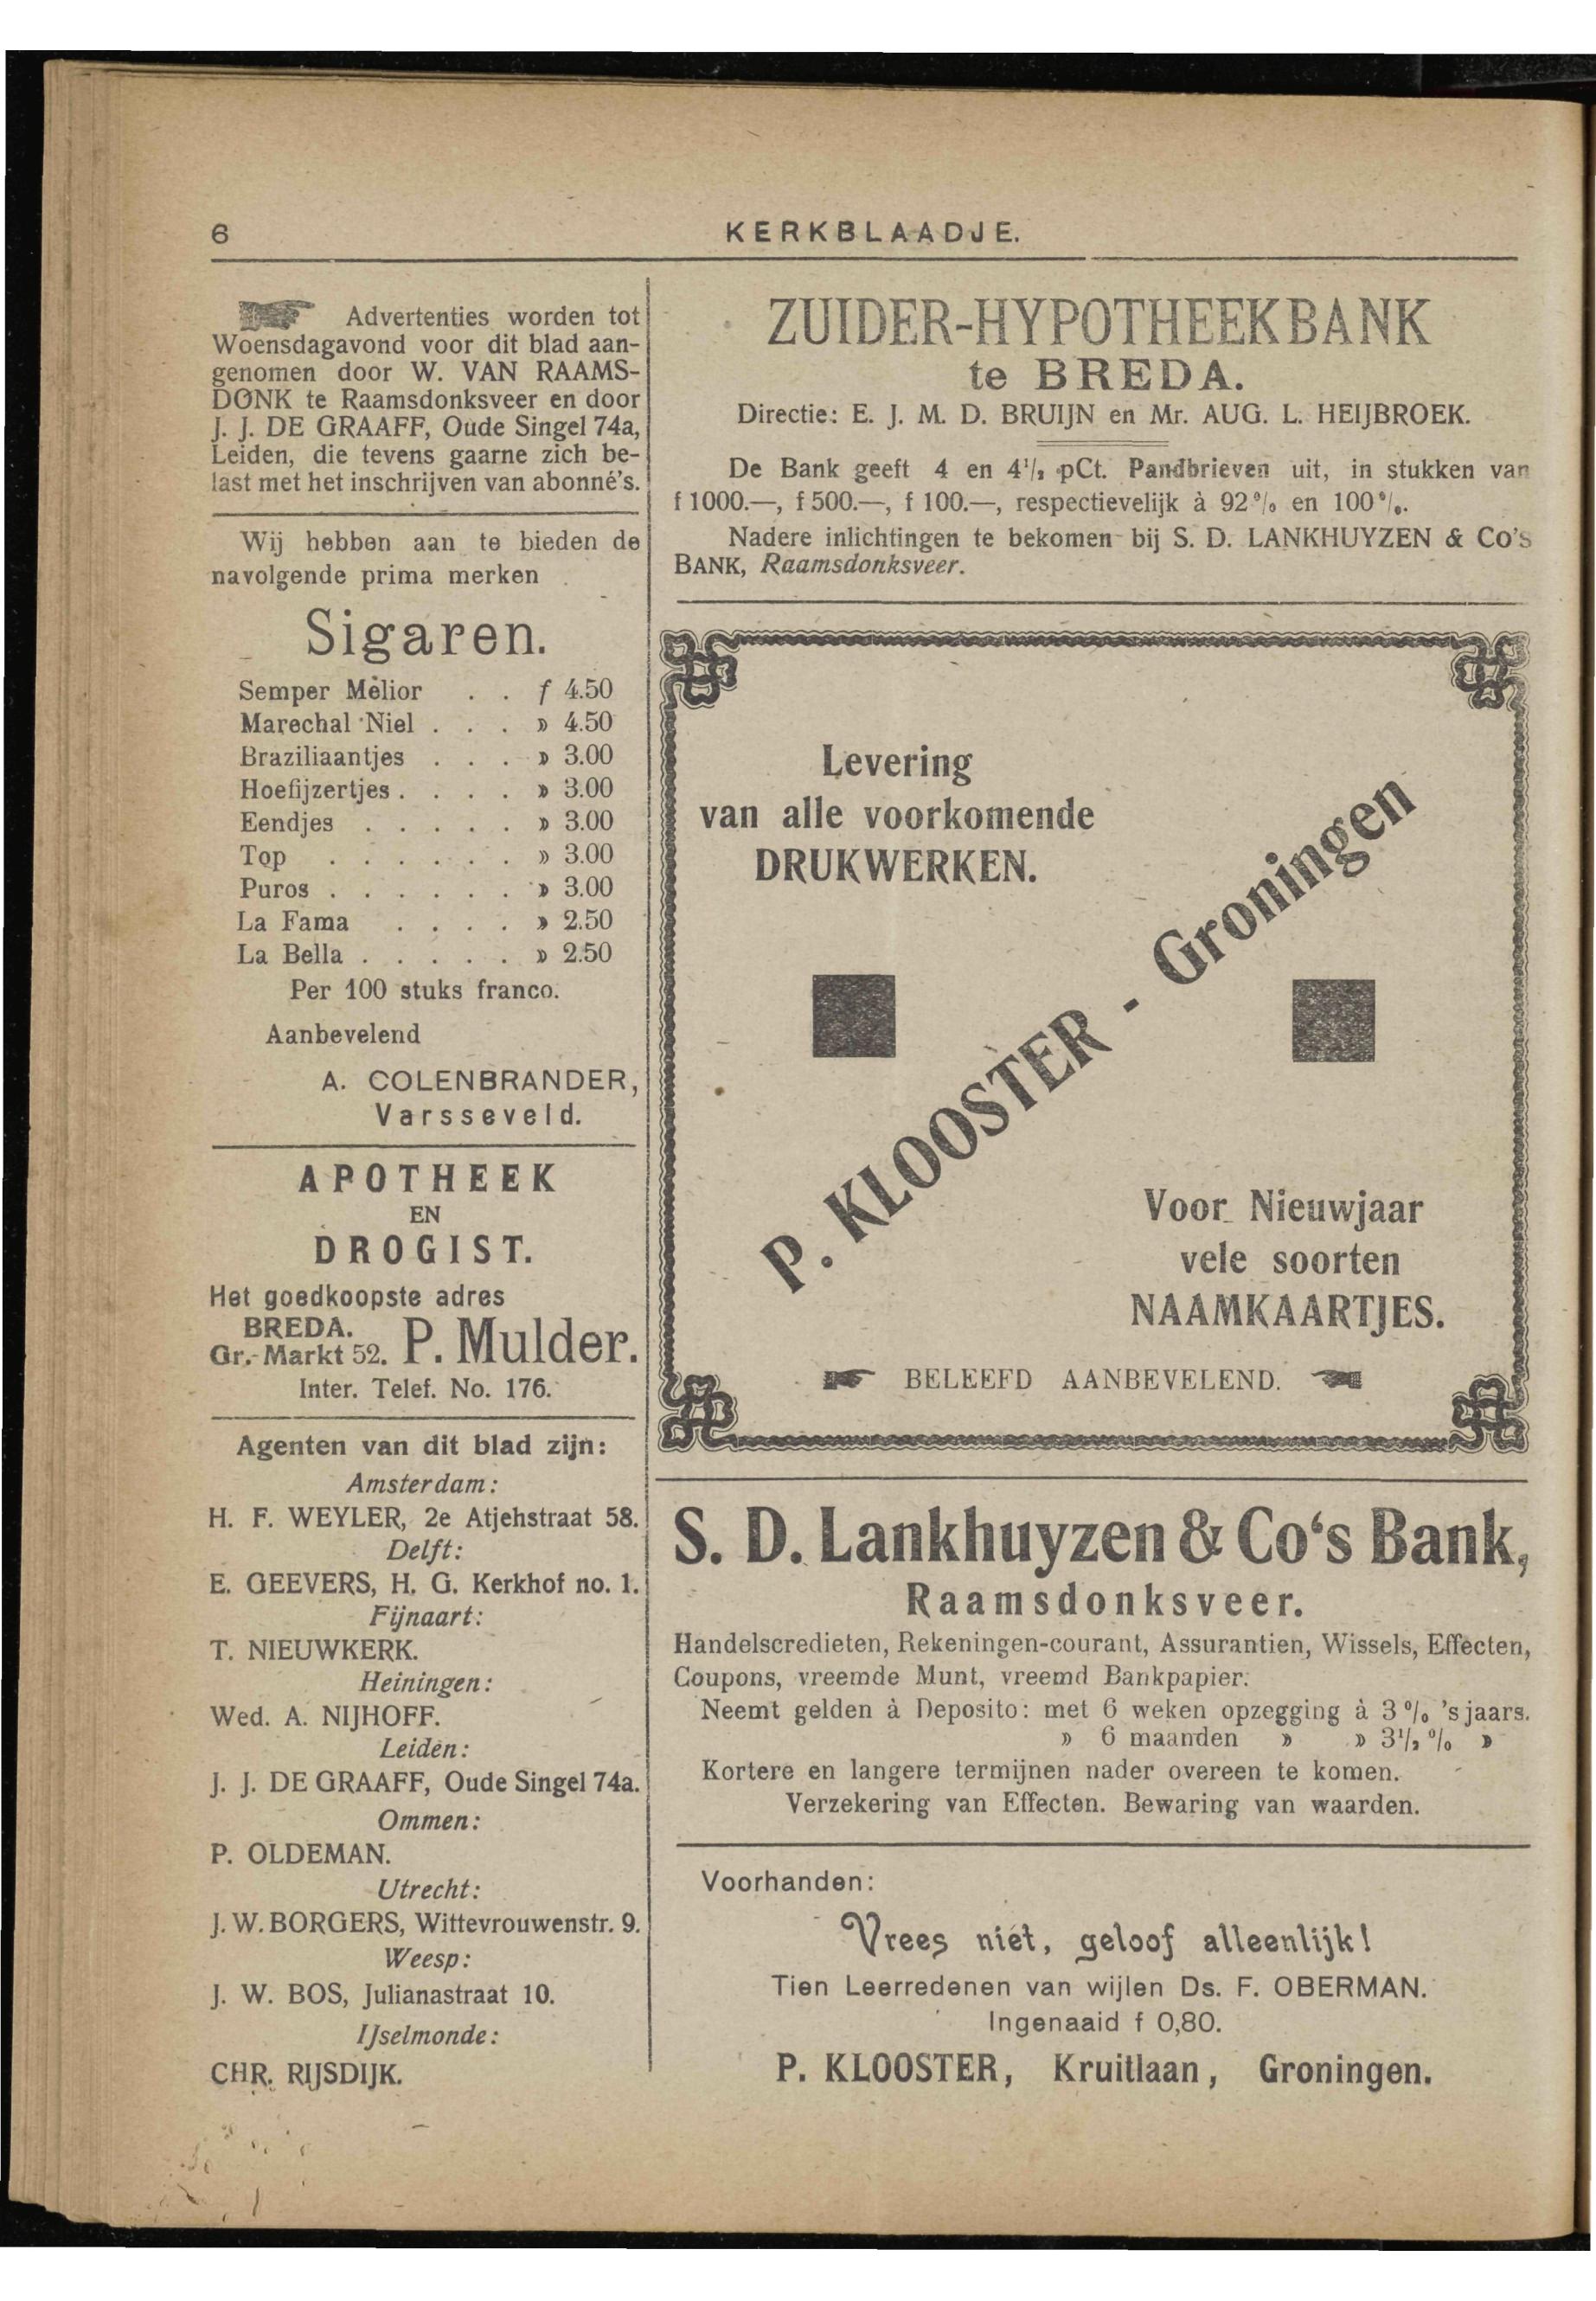 6
KERKBLAADJE.
Advertenties worden tot
Woensdagavond voor dit blad aan-
genomen door W. VAN RAAMS-
DONK te Raamsdonksveer en door
J. J. DE GRAAFF, Oude Singel 74a,
Leiden, die tevens gaarne zich be-
last met het inschrijven van abonné's.
Wij hebben aan te bieden de
navolgende prima merken
Sigaren.
Semper Mèlior . . f 4.50
Marechal Niel . . . » 4.50
Braziliaantjes . . . » 3.00
Hoefijzertjes . . . . » 3.00
Eendjes . . . . . » 3.00
Top . . . . . . » 3.00
Puros . . . . . . » 3.00
La Fama . . . . » 2.50
La Bella . . . . . » 2.50
Per 100 stuks franco.
Aanbevelend
A. COLENBRANDER,
Varsseveld.
APOTHEEK
EN
DROGIST.
Het goedkoopste adres
BREDA.
Gr.-Markt 52. P. Mulder.
Inter. Telef. No. 176.
Agenten van dit blad zijn:
Amsterdam:
H. F. WEYLER, 2e Atjehstraat 58.
Delft:
E. GEEVERS, H. G. Kerkhof no. 1.
Fijnaart:
T. NIEUWKERK.
Heiningen:
Wed. A. NIJHOFF.
Leiden:
J. J. DE GRAAFF, Oude Singel 74a.
Ommen:
P. OLDEMAN.
Utrecht:
J. W. BORGERS, Wittevrouwenstr. 9.
Weesp:
J. W. BOS, Julianastraat 10.
IJselmonde:
CHR. RIJSDIJK.
ZUIDER-HYPOTHEEKBANK
te BREDA.
Directie: E. J. M. D. BRUIJN en Mr. AUG. L. HEIJBROEK.
De Bank geeft 4 en 4½ pCt. Pandbrieven uit, in stukken van
f 1000.—, f 500.—, f 100.—, respectievelijk à 92 % en 100 %.
Nadere inlichtingen te bekomen bij S. D. LANKHUYZEN & Co's
BANK, Raamsdonksveer.
Levering
van alle voorkomende
DRUKWERKEN.
P. KLOOSTER - Groningen
Voor Nieuwjaar
vele soorten
NAAMKAARTJES.
BELEEFD AANBEVELEND.
S. D. Lankhuyzen & Co's Bank,
Raamsdonksveer.
Handelscredieten, Rekeningen-courant, Assurantien, Wissels, Effecten,
Coupons, vreemde Munt, vreemd Bankpapier.
Neemt gelden à Deposito: met 6 weken opzegging à 3 % 's jaars.
» 6 maanden » » 3½ % »
Kortere en langere termijnen nader overeen te komen.
Verzekering van Effecten. Bewaring van waarden.
Voorhanden:
Vrees niet, geloof alleenlijk!
Tien Leerredenen van wijlen Ds. F. OBERMAN.
Ingenaaid f 0,80.
P. KLOOSTER, Kruitlaan, Groningen.